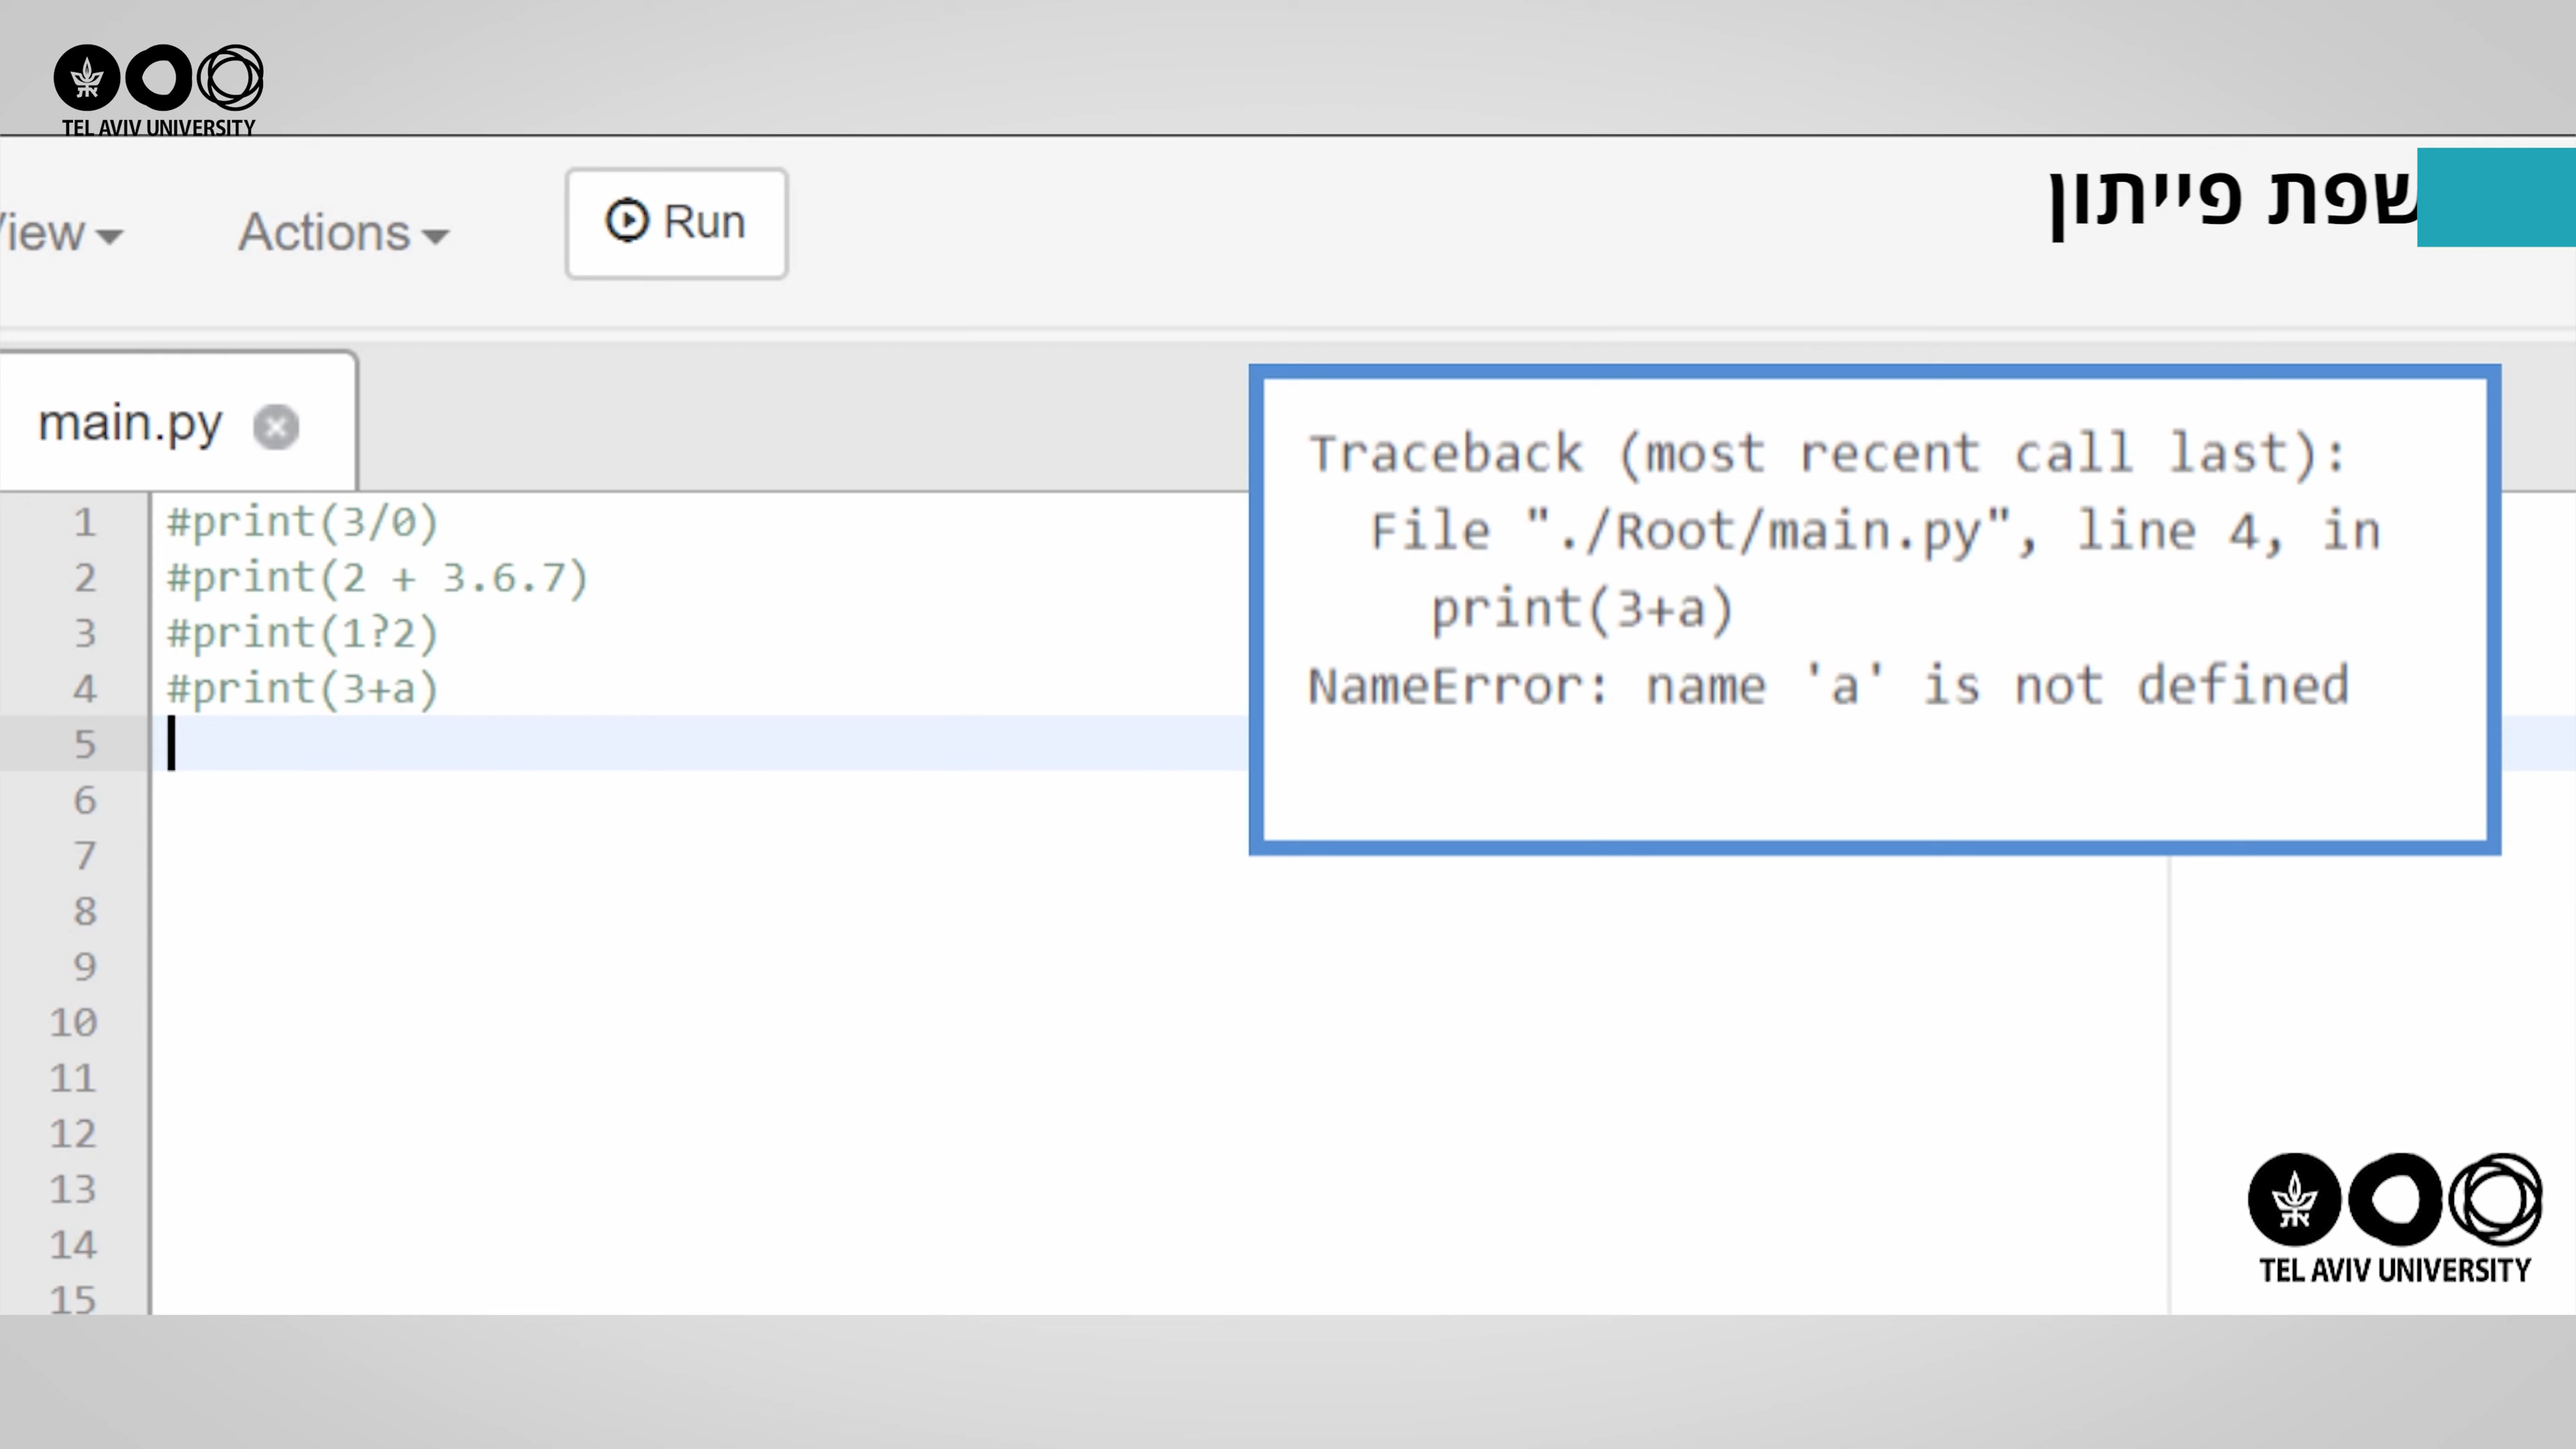 TEL AVIV UNIVERSITY
שפת פייתון
iew Actions Run
main.py
1 #print(3/0)
2 #print(2 + 3.6.7)
3 #print(1?2)
4 #print(3+a)
5
6
7
8
9
10
11
12
13
14
15
Traceback (most recent call last):
File "./Root/main.py", line 4, in
print(3+a)
NameError: name 'a' is not defined
TEL AVIV UNIVERSITY